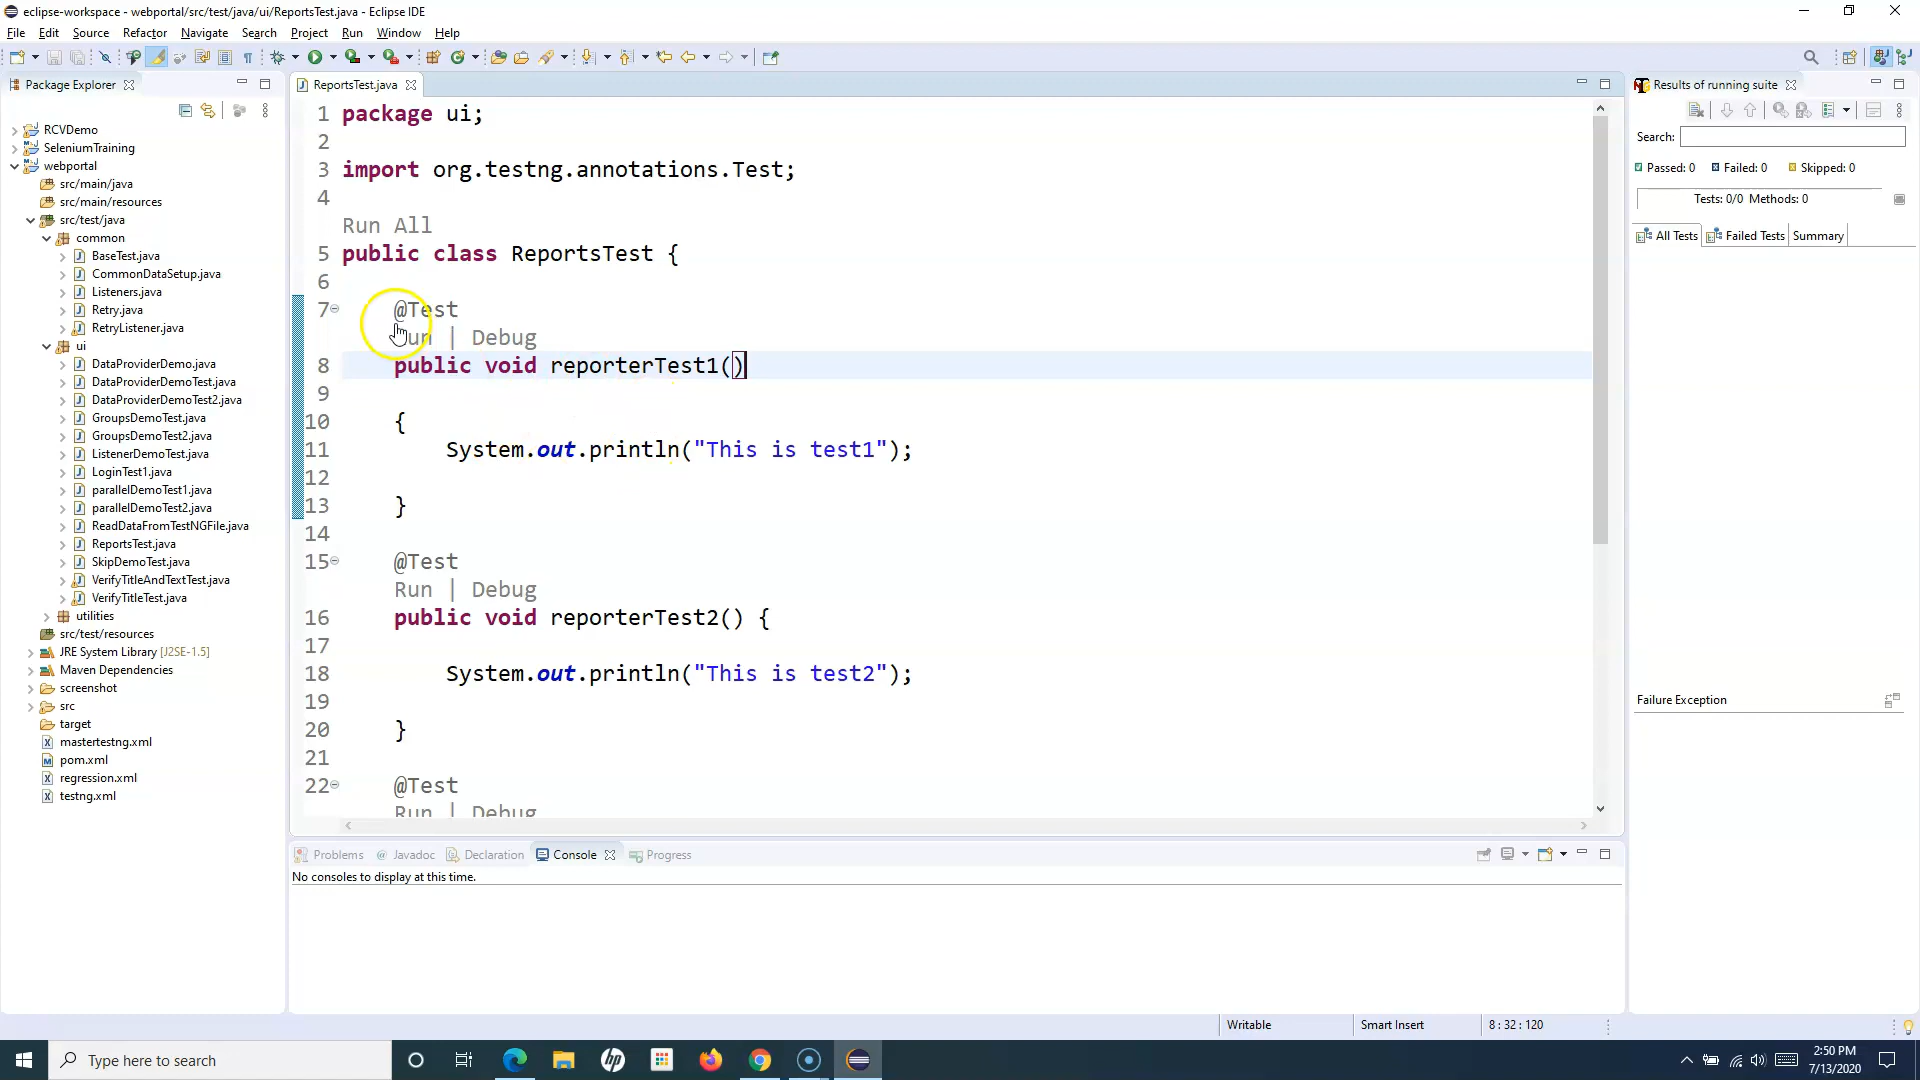 eclipse-workspace - webportal/src/test/java/ui/ReportsTest.java - Eclipse IDE
File Edit Source Refactor Navigate Search Project Run Window Help
Package Explorer
RCVDemo
SeleniumTraining
webportal
src/main/java
src/main/resources
src/test/java
common
BaseTest.java
CommonDataSetup.java
Listeners.java
Retry.java
RetryListener.java
ui
DataProviderDemo.java
DataProviderDemoTest.java
DataProviderDemoTest2.java
GroupsDemoTest.java
GroupsDemoTest2.java
ListenerDemoTest.java
LoginTest1.java
parallelDemoTest1.java
parallelDemoTest2.java
ReadDataFromTestNGFile.java
ReportsTest.java
SkipDemoTest.java
VerifyTitleAndTextTest.java
VerifyTitleTest.java
utilities
src/test/resources
JRE System Library [J2SE-1.5]
Maven Dependencies
screenshot
src
target
mastertestng.xml
pom.xml
regression.xml
testng.xml
ReportsTest.java
1 package ui;
2
3 import org.testng.annotations.Test;
4
Run All
5 public class ReportsTest {
6
7 @Test
Run | Debug
8 public void reporterTest1()
9
10 {
11 System.out.println("This is test1");
12
13 }
14
15 @Test
Run | Debug
16 public void reporterTest2() {
17
18 System.out.println("This is test2");
19
20 }
21
22 @Test
Run | Debug
Problems @ Javadoc Declaration Console Progress
No consoles to display at this time.
Results of running suite
Search:
Passed: 0 Failed: 0 Skipped: 0
Tests: 0/0 Methods: 0
All Tests Failed Tests Summary
Failure Exception
Writable Smart Insert 8 : 32 : 120
Type here to search
2:50 PM
7/13/2020